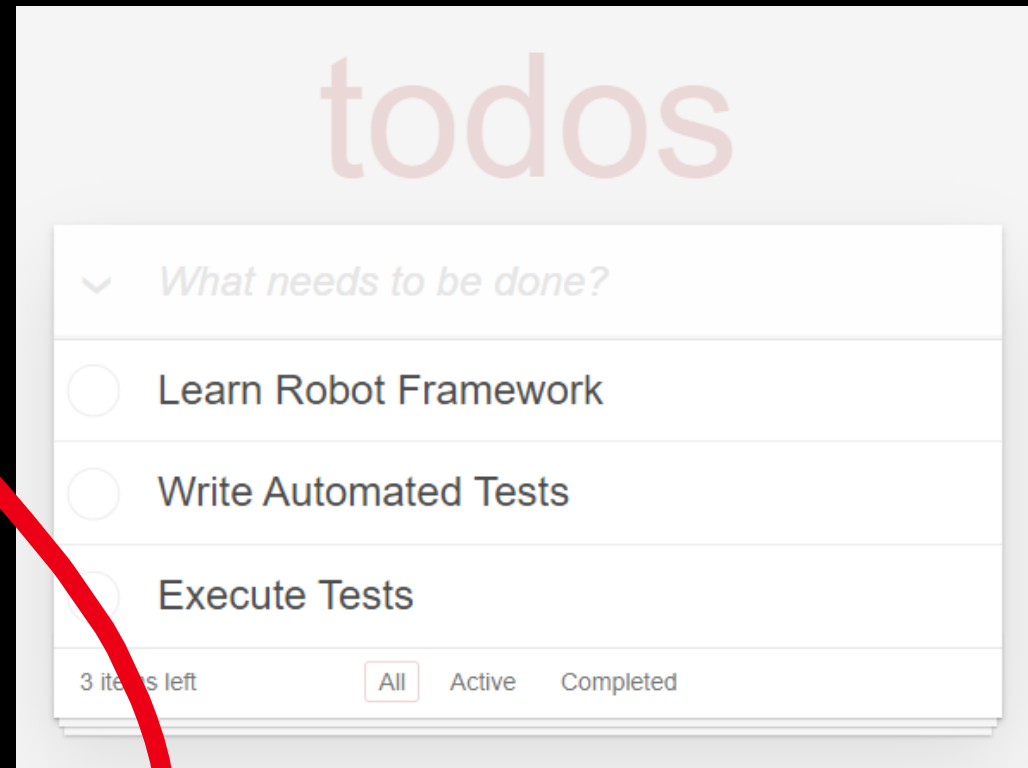 todos
What needs to be done?
Learn Robot Framework
Write Automated Tests
Execute Tests
3 items left All Active Completed